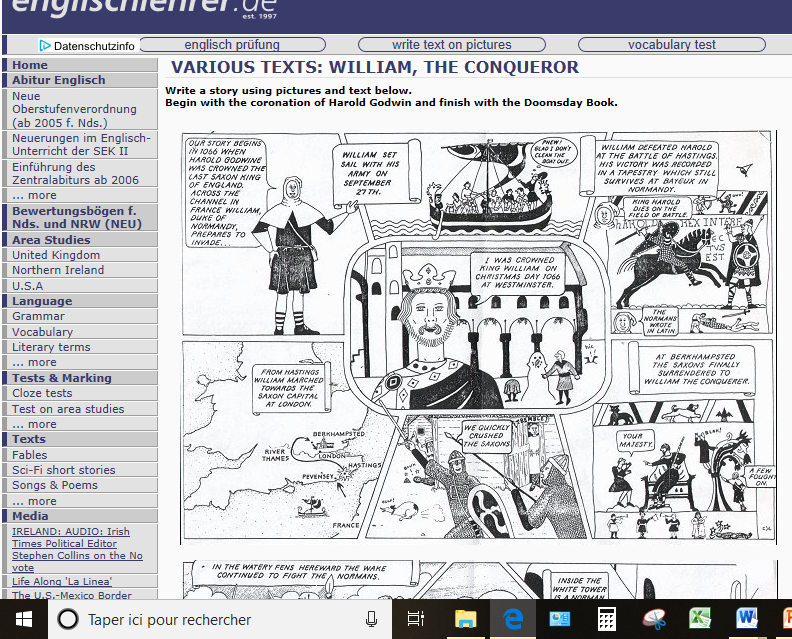 englischlehrer.de
est. 1997
Datenschutzinfo
englisch prüfung
write text on pictures
vocabulary test
Home
Abitur Englisch
Neue
Oberstufenverordnung
(ab 2005 f. Nds.)
Neuerungen im Englisch-
Unterricht der SEK II
Einführung des
Zentralabiturs ab 2006
... more
Bewertungsbögen f.
Nds. und NRW (NEU)
Area Studies
United Kingdom
Northern Ireland
U.S.A
Language
Grammar
Vocabulary
Literary terms
... more
Tests & Marking
Cloze tests
Test on area studies
... more
Texts
Fables
Sci-Fi short stories
Songs & Poems
... more
Media
IRELAND: AUDIO: Irish
Times Political Editor
Stephen Collins on the No
vote
Life Along 'La Linea'
The U.S.-Mexico Border
VARIOUS TEXTS: WILLIAM, THE CONQUEROR
Write a story using pictures and text below.
Begin with the coronation of Harold Godwin and finish with the Doomsday Book.
OUR STORY BEGINS
IN 1066 WHEN
HAROLD GODWINE
WAS CROWNED THE
LAST SAXON KING
OF ENGLAND.
ACROSS THE
CHANNEL IN
FRANCE WILLIAM,
DUKE OF
NORMANDY,
PREPARES TO
INVADE...
WILLIAM SET
SAIL WITH HIS
ARMY ON
SEPTEMBER
27TH.
PHEW!
GLAD I DON'T
CLEAN THE
BOAT OUT.
WILLIAM DEFEATED HAROLD
AT THE BATTLE OF HASTINGS.
HIS VICTORY WAS RECORDED
IN A TAPESTRY WHICH STILL
SURVIVES AT BAYEUX IN
NORMANDY.
KING HAROLD
DIES ON THE
FIELD OF BATTLE.
HAROLD REX INTERF
EC
TVS
EST
THE
NORMANS
WROTE
IN LATIN.
I WAS CROWNED
KING WILLIAM ON
CHRISTMAS DAY 1066
AT WESTMINSTER.
HIC
FROM HASTINGS
WILLIAM MARCHED
TOWARDS THE
SAXON CAPITAL
AT LONDON.
BERKHAMPSTED
RIVER
THAMES
LONDON
HASTINGS
PEVENSEY
FRANCE
WE QUICKLY
CRUSHED
THE SAXONS.
GULP!
AT BERKHAMPSTED
THE SAXONS FINALLY
SURRENDERED TO
WILLIAM THE CONQUERER.
YOUR
MAJESTY.
A FEW
FOUGHT
ON.
IN THE WATERY FENS HEREWARD THE WAKE
CONTINUED TO FIGHT THE NORMANS.
INSIDE THE
WHITE TOWER
IS A NORMAN
Taper ici pour rechercher